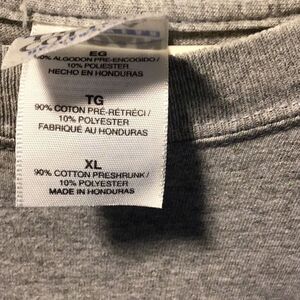 EG
90% ALGODÓN PRE-ENCOGIDO/
10% POLIESTER
HECHO EN HONDURAS
TG
90% COTON PRÉ-RÉTRÉCI/
10% POLYESTER
FABRIQUÉ AU HONDURAS
XL
90% COTTON PRESHRUNK/
10% POLYESTER
MADE IN HONDURAS